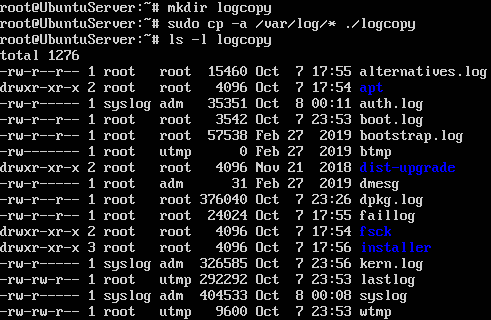 root@UbuntuServer:~# mkdir logcopy
root@UbuntuServer:~# sudo cp -a /var/log/* ./logcopy
root@UbuntuServer:~# ls -l logcopy
total 1276
-rw-r--r-- 1 root   root  15460 Oct  7 17:55 alternatives.log
drwxr-xr-x 2 root   root   4096 Oct  7 17:54 apt
-rw-r----- 1 syslog adm   35351 Oct  8 00:11 auth.log
-rw-r--r-- 1 root   root   3542 Oct  7 23:53 boot.log
-rw-r--r-- 1 root   root  57538 Feb 27  2019 bootstrap.log
-rw------- 1 root   utmp      0 Feb 27  2019 btmp
drwxr-xr-x 2 root   root   4096 Nov 21  2018 dist-upgrade
-rw-r----- 1 root   adm      31 Feb 27  2019 dmesg
-rw-r--r-- 1 root   root 376040 Oct  7 23:26 dpkg.log
-rw-r--r-- 1 root   root  24024 Oct  7 17:55 faillog
drwxr-xr-x 2 root   root   4096 Oct  7 17:54 fsck
drwxr-xr-x 3 root   root   4096 Oct  7 17:56 installer
-rw-r----- 1 syslog adm  326585 Oct  7 23:56 kern.log
-rw-rw-r-- 1 root   utmp 292292 Oct  7 23:53 lastlog
-rw-r----- 1 syslog adm  404533 Oct  8 00:08 syslog
-rw-rw-r-- 1 root   utmp   9600 Oct  7 23:53 wtmp